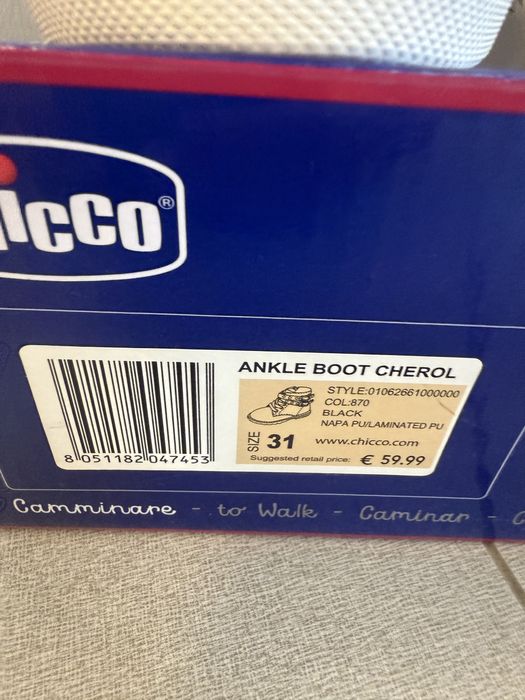 chicco®
ANKLE BOOT CHEROL
STYLE:01062661000000
COL:870
BLACK
NAPA PU/LAMINATED PU
SIZE 31 www.chicco.com
Suggested retail price: € 59.99
8 051182 047453
Camminare - to Walk - Caminar -